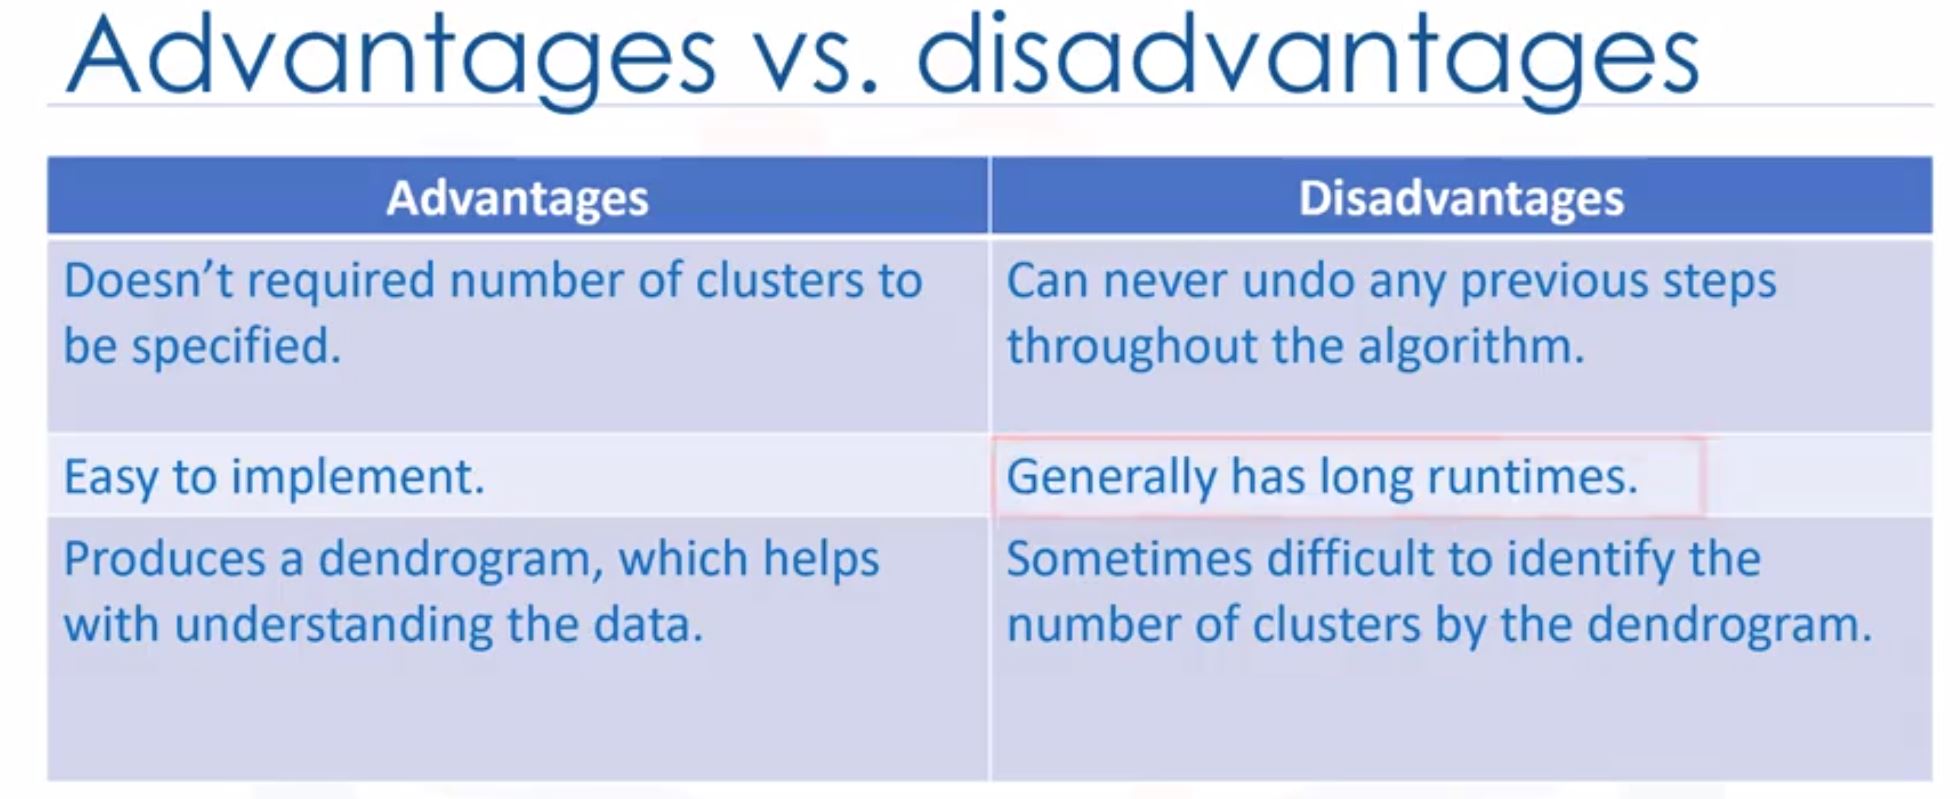 Advantages vs. disadvantages
Advantages
Disadvantages
Doesn't required number of clusters to
be specified.
Can never undo any previous steps
throughout the algorithm.
Easy to implement.
Generally has long runtimes.
Produces a dendrogram, which helps
with understanding the data.
Sometimes difficult to identify the
number of clusters by the dendrogram.